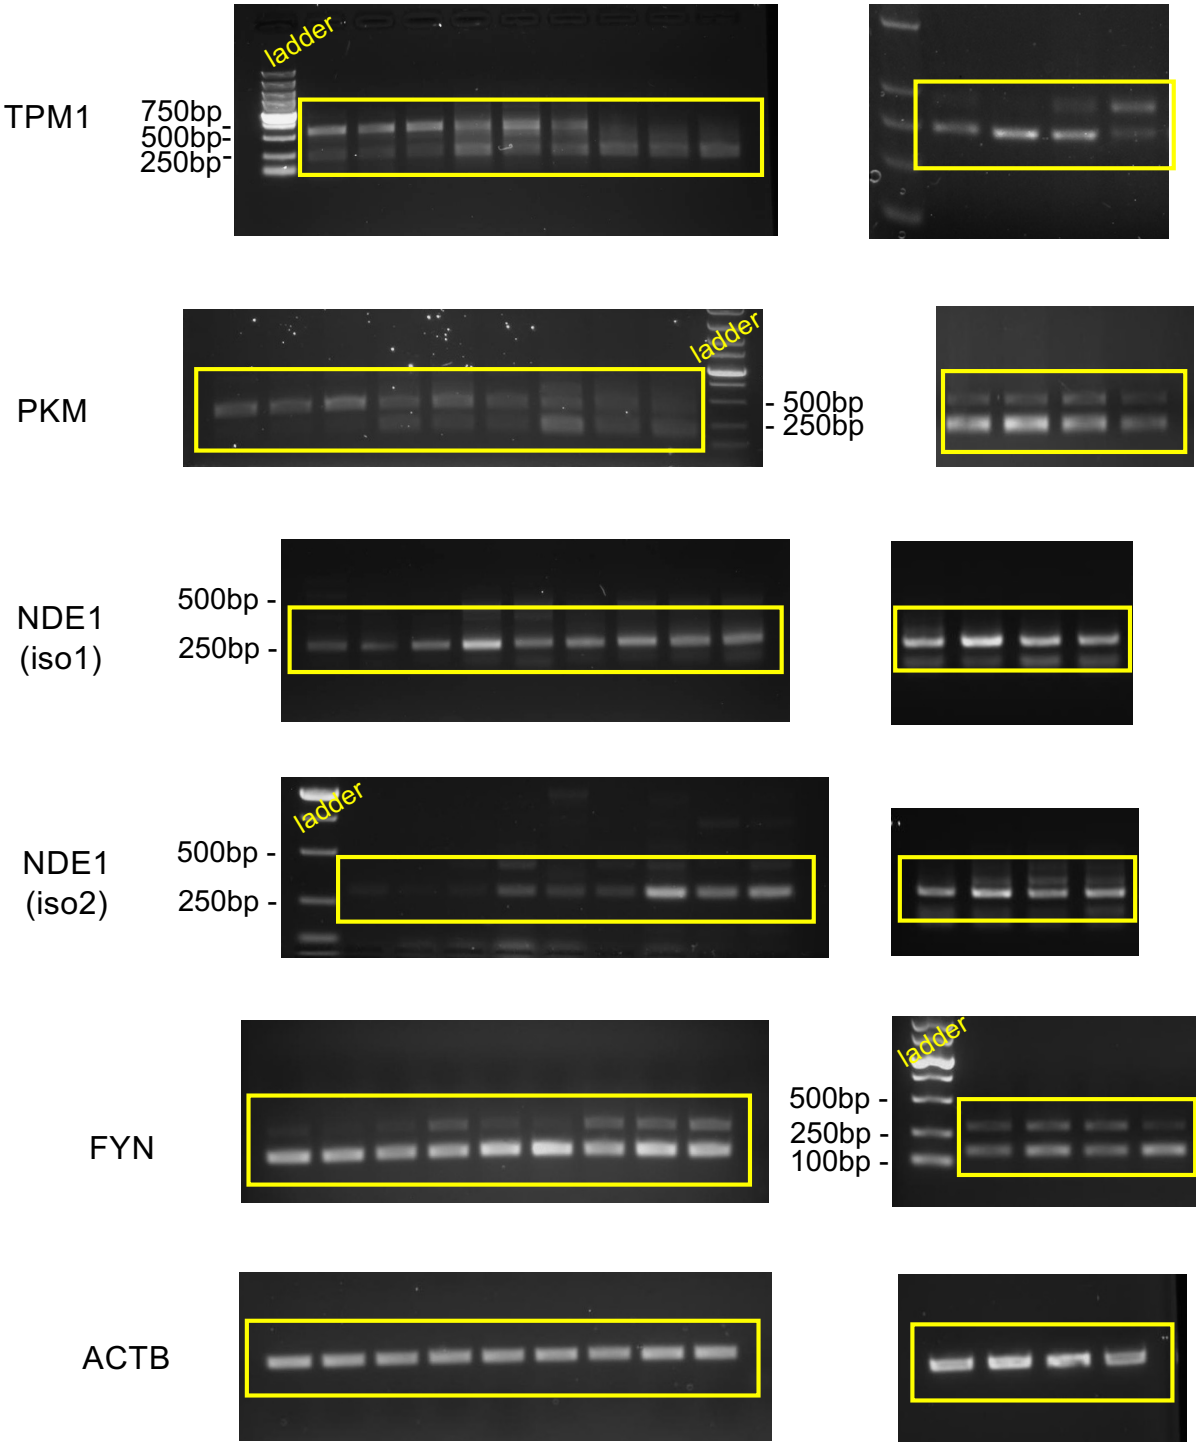 ladder
TPM1
750bp
500bp-
250bp-
ladder
PKM
- 500bp
- 250bp
NDE1
(iso1)
500bp -
250bp -
ladder
NDE1
(iso2)
500bp -
250bp -
ladder
FYN
500bp -
250bp -
100bp -
ACTB